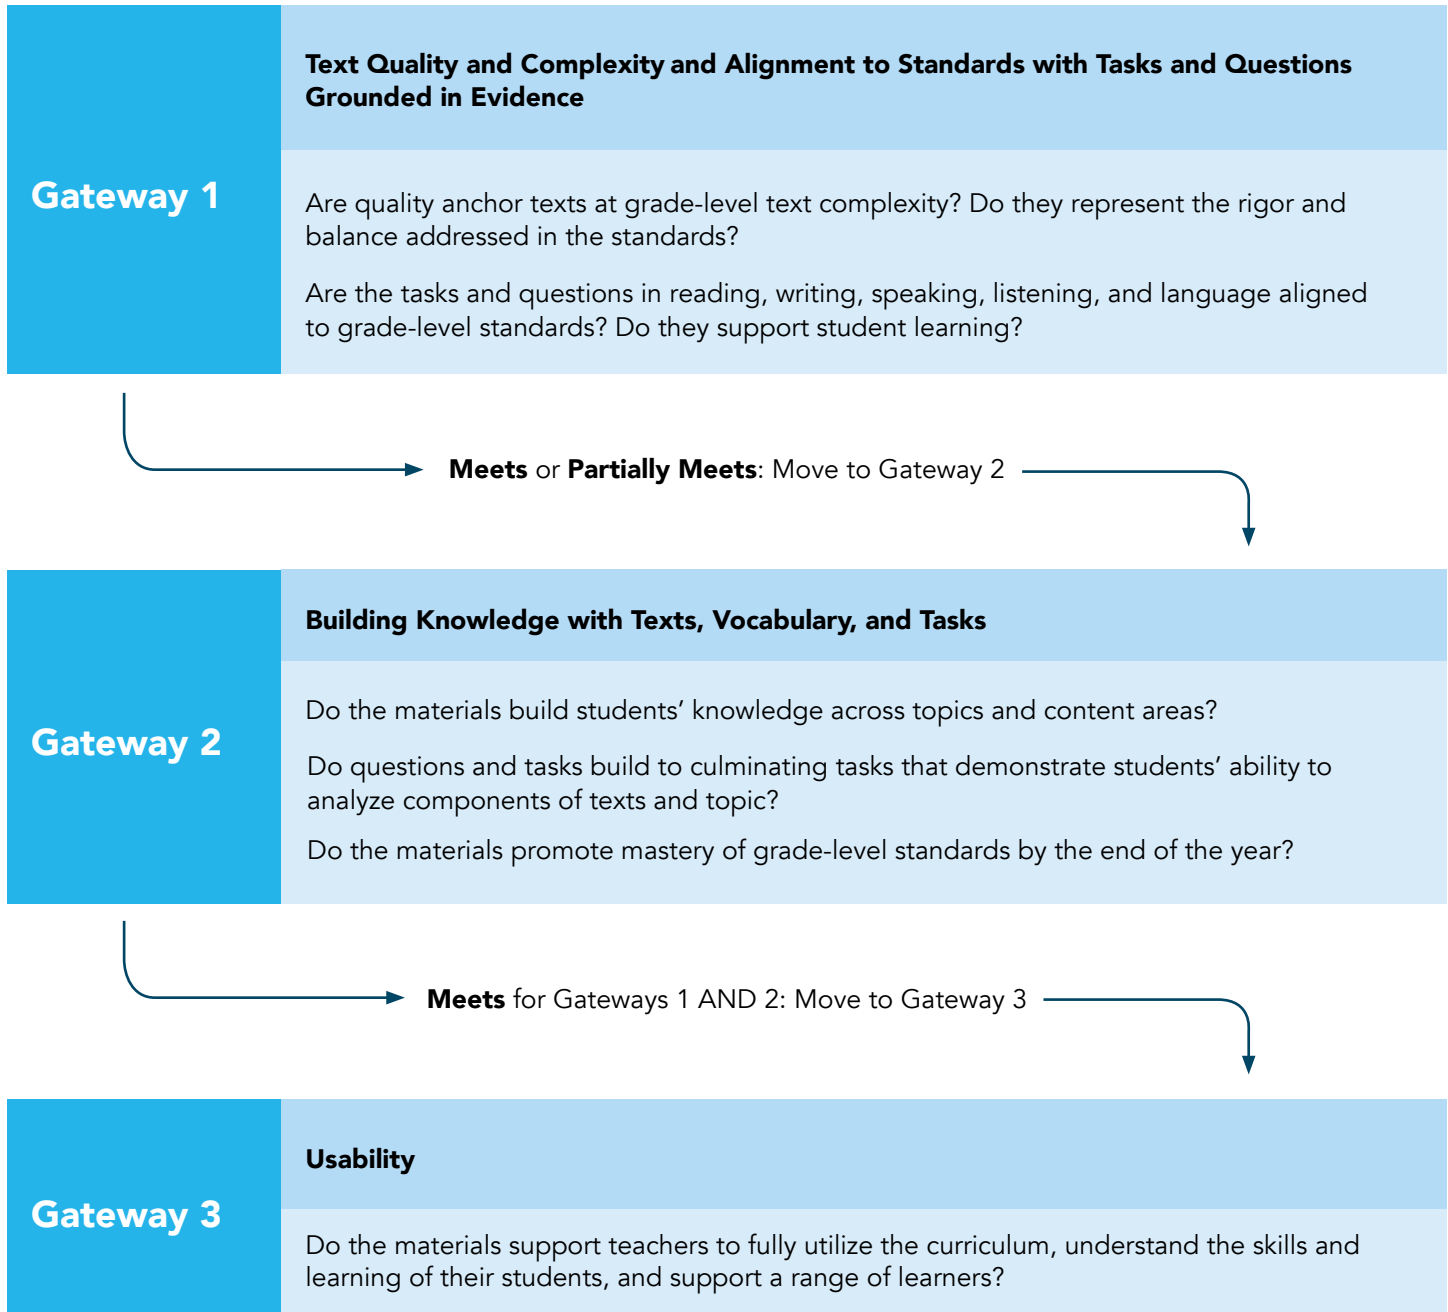 Gateway 1
Text Quality and Complexity and Alignment to Standards with Tasks and Questions
Grounded in Evidence
Are quality anchor texts at grade-level text complexity? Do they represent the rigor and
balance addressed in the standards?
Are the tasks and questions in reading, writing, speaking, listening, and language aligned
to grade-level standards? Do they support student learning?
Meets or Partially Meets: Move to Gateway 2
Gateway 2
Building Knowledge with Texts, Vocabulary, and Tasks
Do the materials build students’ knowledge across topics and content areas?
Do questions and tasks build to culminating tasks that demonstrate students’ ability to
analyze components of texts and topic?
Do the materials promote mastery of grade-level standards by the end of the year?
Meets for Gateways 1 AND 2: Move to Gateway 3
Gateway 3
Usability
Do the materials support teachers to fully utilize the curriculum, understand the skills and
learning of their students, and support a range of learners?